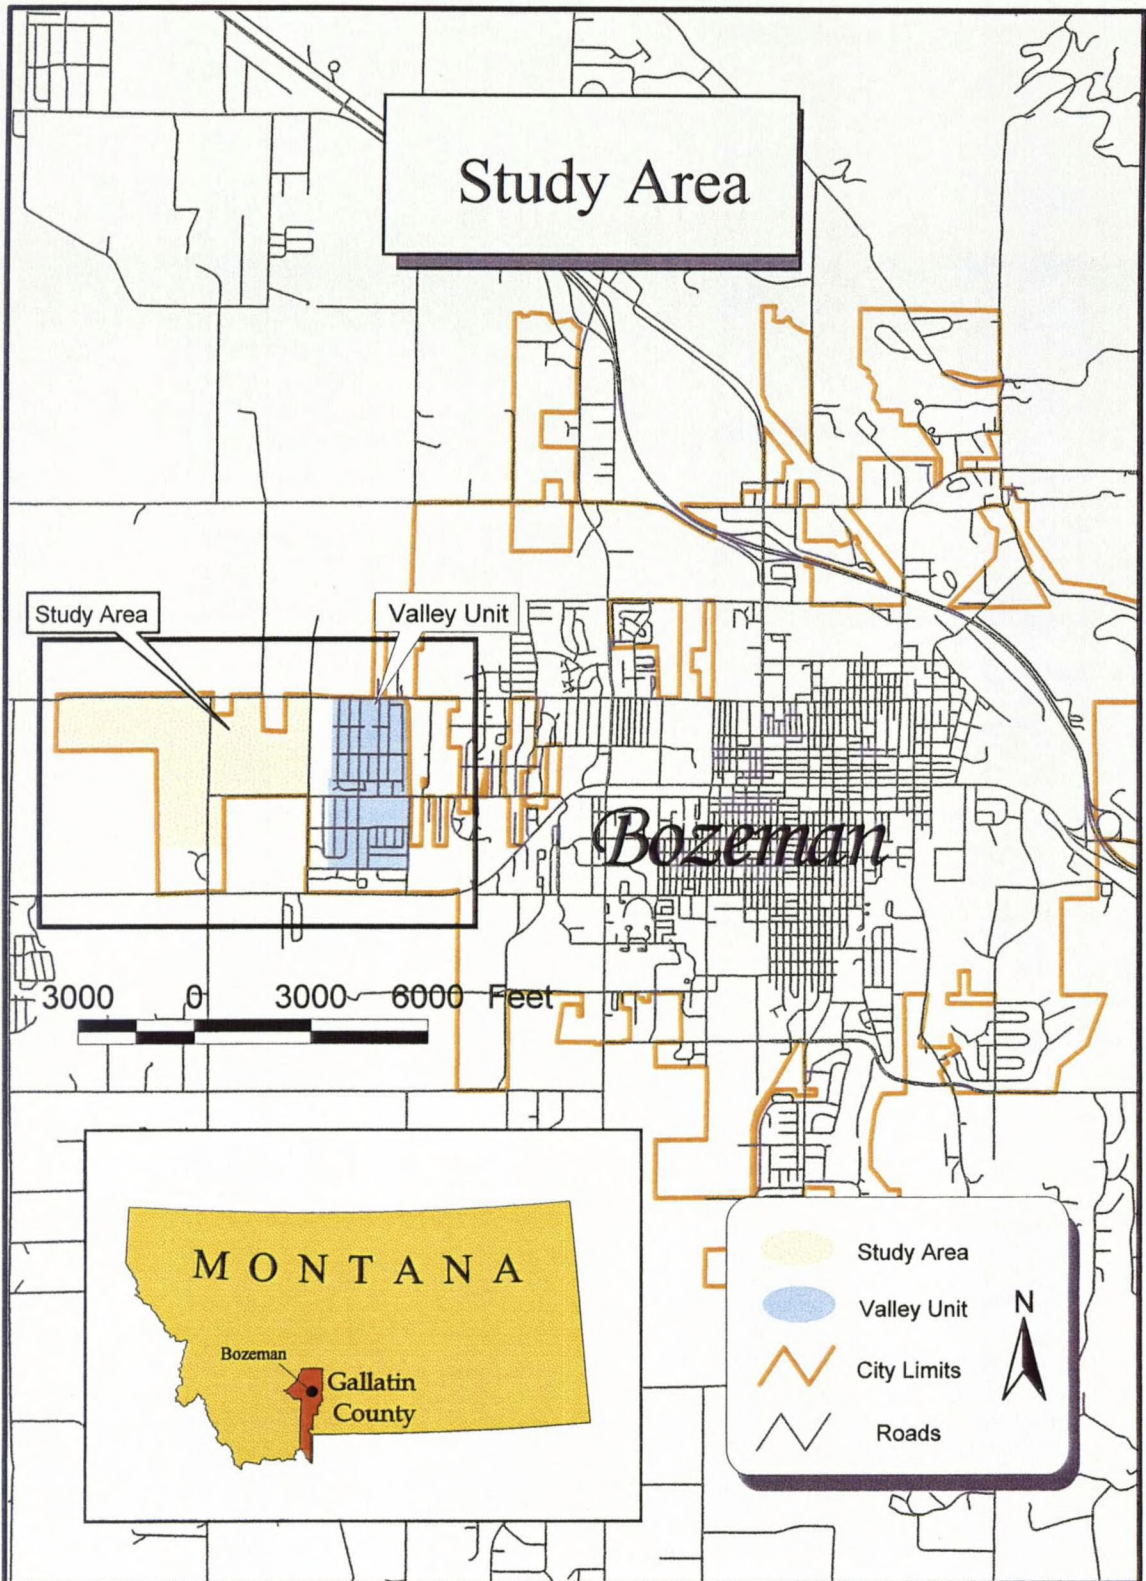 Study Area
Study Area
Valley Unit
Bozeman
3000 0 3000 6000 Feet
MONTANA
Bozeman
Gallatin
County
Study Area
Valley Unit
N
City Limits
Roads